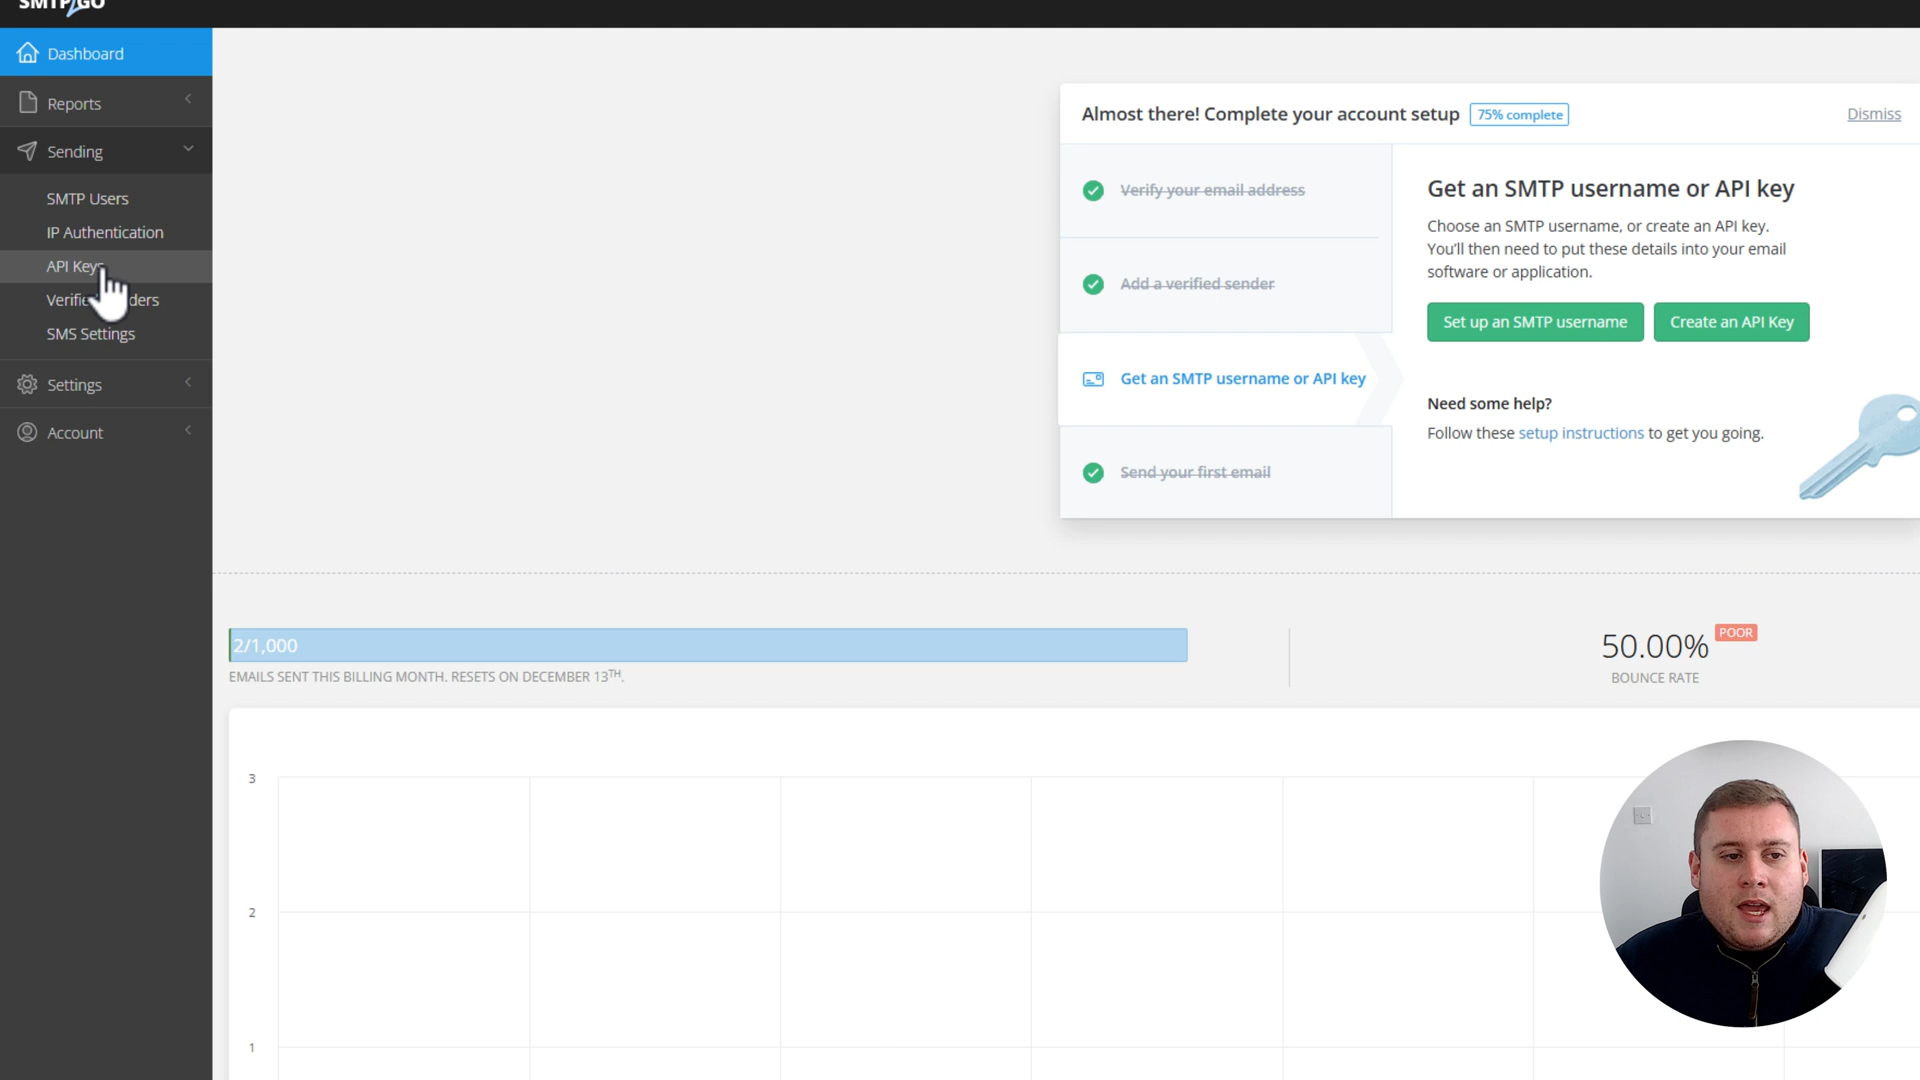 SMTP2GO
Dashboard
Reports
Sending
SMTP Users
IP Authentication
API Keys
SMS Settings
Settings
Account
Almost there! Complete your account setup
75% complete
Dismiss
Verify your email address
Add a verified sender
Get an SMTP username or API key
Send your first email
Get an SMTP username or API key
Choose an SMTP username, or create an API key.
You'll then need to put these details into your email
software or application.
Set up an SMTP username
Create an API Key
Need some help?
Follow these setup instructions to get you going.
2/1,000
EMAILS SENT THIS BILLING MONTH. RESETS ON DECEMBER 13TH.
50.00%
POOR
BOUNCE RATE
3
2
1